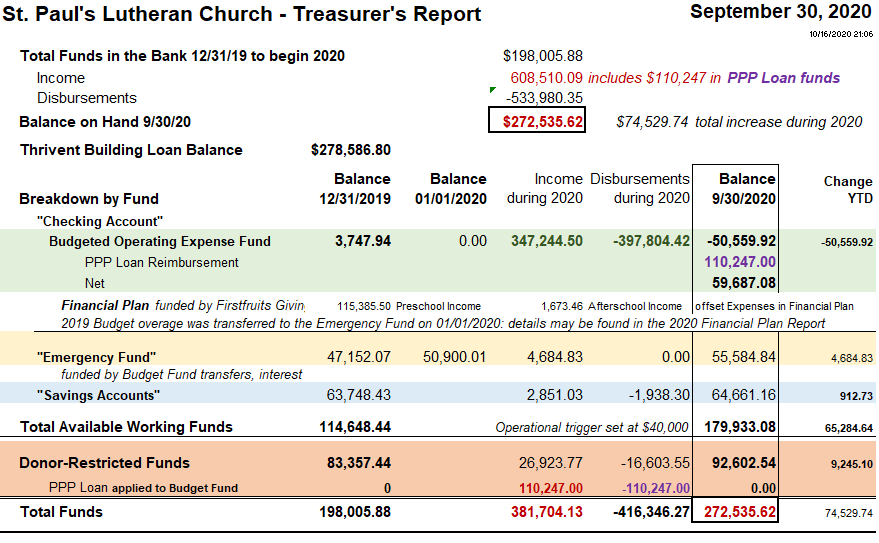 St. Paul's Lutheran Church - Treasurer's Report September 30, 2020
10/16/2020 21:06
Total Funds in the Bank 12/31/19 to begin 2020 $198,005.88
Income 608,510.09 includes $110,247 in PPP Loan funds
Disbursements -533,980.35
Balance on Hand 9/30/20 $272,535.62 $74,529.74 total increase during 2020
Thrivent Building Loan Balance $278,586.80
Balance Balance Income Disbursements Balance Change
Breakdown by Fund 12/31/2019 01/01/2020 during 2020 during 2020 9/30/2020 YTD
"Checking Account"
Budgeted Operating Expense Fund 3,747.94 0.00 347,244.50 -397,804.42 -50,559.92 -50,559.92
PPP Loan Reimbursement 110,247.00
Net 59,687.08
Financial Plan funded by Firstfruits Givin 115,385.50 Preschool Income 1,673.46 Afterschool Income offset Expenses in Financial Plan
2019 Budget overage was transferred to the Emergency Fund on 01/01/2020: details may be found in the 2020 Financial Plan Report
"Emergency Fund" 47,152.07 50,900.01 4,684.83 0.00 55,584.84 4,684.83
funded by Budget Fund transfers, interest
"Savings Accounts" 63,748.43 2,851.03 -1,938.30 64,661.16 912.73
Total Available Working Funds 114,648.44 Operational trigger set at $40,000 179,933.08 65,284.64
Donor-Restricted Funds 83,357.44 26,923.77 -16,603.55 92,602.54 9,245.10
PPP Loan applied to Budget Fund 0 110,247.00 -110,247.00 0.00
Total Funds 198,005.88 381,704.13 -416,346.27 272,535.62 74,529.74